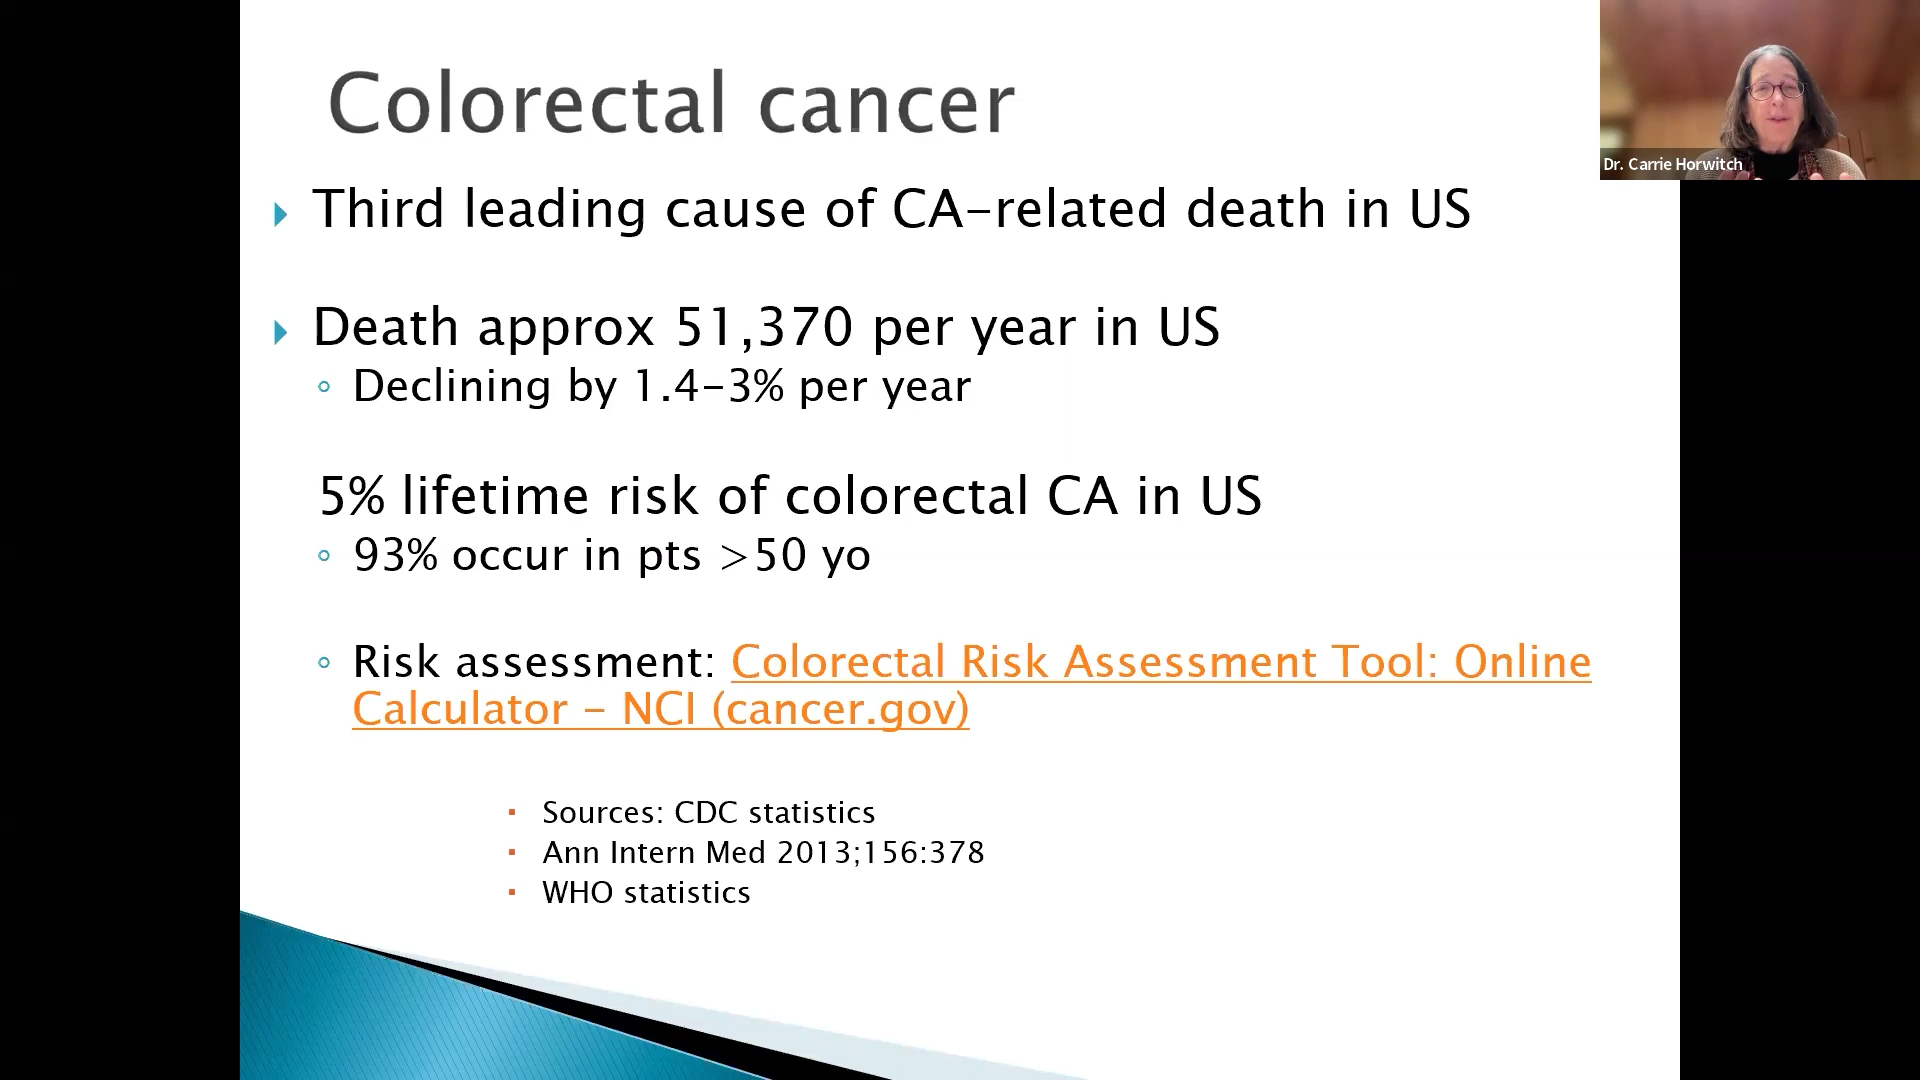 Colorectal cancer
Dr. Carrie Horwitch
Third leading cause of CA-related death in US
Death approx 51,370 per year in US
Declining by 1.4-3% per year
5% lifetime risk of colorectal CA in US
93% occur in pts >50 yo
Risk assessment: Colorectal Risk Assessment Tool: Online
Calculator - NCI (cancer.gov)
Sources: CDC statistics
Ann Intern Med 2013;156:378
WHO statistics